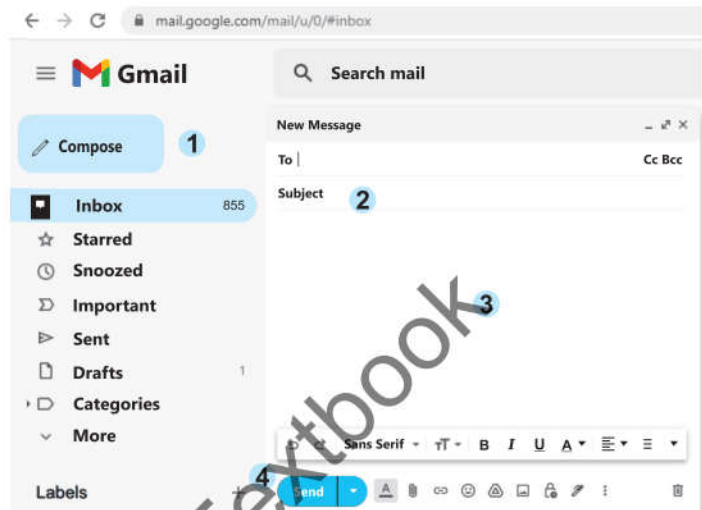 mail.google.com/mail/u/0/#inbox
Gmail
Search mail
Compose
1
Inbox 855
Starred
Snoozed
Important
Sent
Drafts 1
Categories
More
Labels +
New Message
To
Cc Bcc
Subject
2
3
Sans Serif
B I U A
4
Send
A
textbook